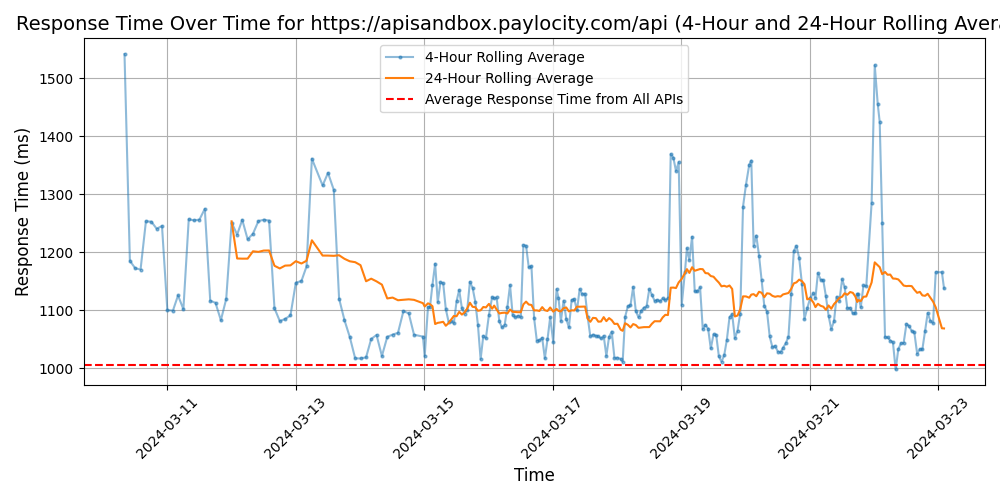 Response Time Over Time for https://apisandbox.paylocity.com/api (4-Hour and 24-Hour Rolling Avera
4-Hour Rolling Average
24-Hour Rolling Average
Average Response Time from All APIs
Response Time (ms)
1500
1400
1300
1200
1100
1000
2024-03-11
2024-03-13
2024-03-15
2024-03-17
2024-03-19
2024-03-21
2024-03-23
Time